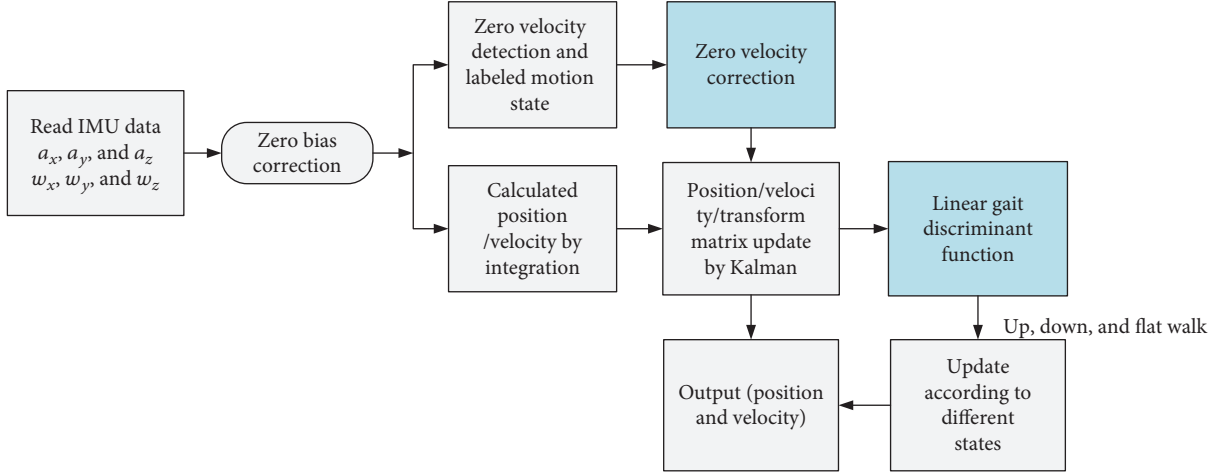 Read IMU data
a_x, a_y, and a_z
w_x, w_y, and w_z
Zero bias
correction
Zero velocity
detection and
labeled motion
state
Zero velocity
correction
Calculated
position
/velocity by
integration
Position/veloci
ty/transform
matrix update
by Kalman
Linear gait
discriminant
function
Up, down, and flat walk
Output (position
and velocity)
Update
according to
different
states